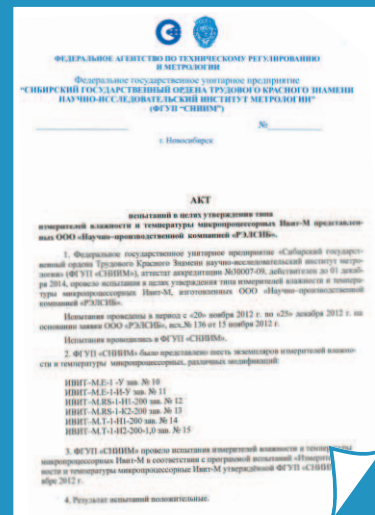 ФЕДЕРАЛЬНОЕ АГЕНТСТВО ПО ТЕХНИЧЕСКОМУ РЕГУЛИРОВАНИЮ
И МЕТРОЛОГИИ
Федеральное государственное унитарное предприятие
"СИБИРСКИЙ ГОСУДАРСТВЕННЫЙ ОРДЕНА ТРУДОВОГО КРАСНОГО ЗНАМЕНИ
НАУЧНО-ИССЛЕДОВАТЕЛЬСКИЙ ИНСТИТУТ МЕТРОЛОГИИ"
(ФГУП "СНИИМ")
№
г. Новосибирск
АКТ
испытаний в целях утверждения типа
измерителей влажности и температуры микропроцессорных Ивит-М представлен-
ных ООО «Научно-производственной компанией «РЭЛСИБ».
1. Федеральное государственное унитарное предприятие «Сибирский государст-
венный ордена Трудового Красного Знамени научно-исследовательский институт метро-
логии» (ФГУП «СНИИМ»), аттестат аккредитации №30007-09, действителен до 01 декаб-
ря 2014, провело испытания в целях утверждения типа измерителей влажности и темпера-
туры микропроцессорных Ивит-М, изготовленных ООО «Научно-производственной
компанией «РЭЛСИБ».
Испытания проведены в период с «20» ноября 2012 г. по «25» декабря 2012 г. на
основании заявки ООО «РЭЛСИБ», исх.№ 136 от 15 ноября 2012 г.
Испытания проводились в ФГУП «СНИИМ».
2. ФГУП «СНИИМ» было представлено шесть экземпляров измерителей влажно-
сти и температуры микропроцессорных, различных модификаций:
ИВИТ-М.Е-1 -У зав. № 10
ИВИТ-М.Е-1-И-У зав. № 11
ИВИТ-М.RS-1-Н1-200 зав. № 12
ИВИТ-М.RS-1-К2-200 зав. № 13
ИВИТ-М.Т-1-Н1-200 зав. № 14
ИВИТ-М.Т-1-Н2-200-1,0 зав. № 15
3. ФГУП «СНИИМ» провело испытания измерителей влажности и температуры
микропроцессорных Ивит-М в соответствии с программой испытаний «Измерители
ности и температуры микропроцессорные Ивит-М утверждённой ФГУП «СНИИМ
абре 2012 г.
4. Результат испытаний положительные.